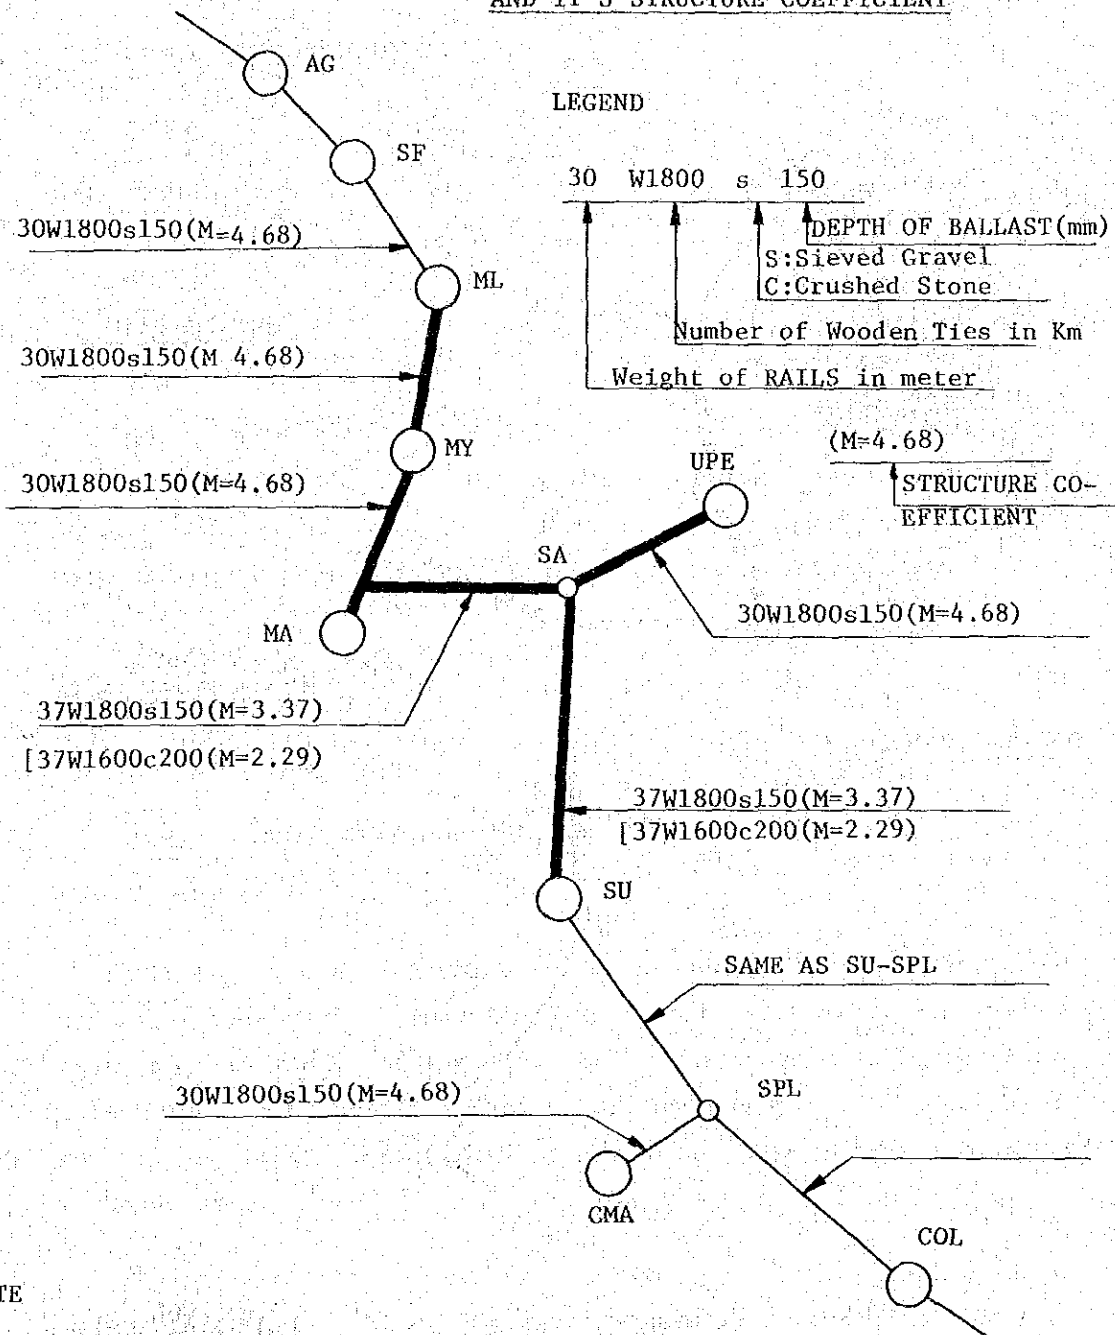 AND IT'S STRUCTURE COEFFICIENT
AG
LEGEND
SF
30 W1800 s 150
DEPTH OF BALLAST(mm)
S:Sieved Gravel
C:Crushed Stone
Number of Wooden Ties in Km
Weight of RAILS in meter
30W1800s150(M=4.68)
ML
30W1800s150(M 4.68)
MY
(M=4.68)
STRUCTURE CO-
EFFICIENT
UPE
30W1800s150(M=4.68)
SA
30W1800s150(M=4.68)
MA
37W1800s150(M=3.37)
[37W1600c200(M=2.29)
37W1800s150(M=3.37)
[37W1600c200(M=2.29)
SU
SAME AS SU-SPL
30W1800s150(M=4.68)
SPL
CMA
COL